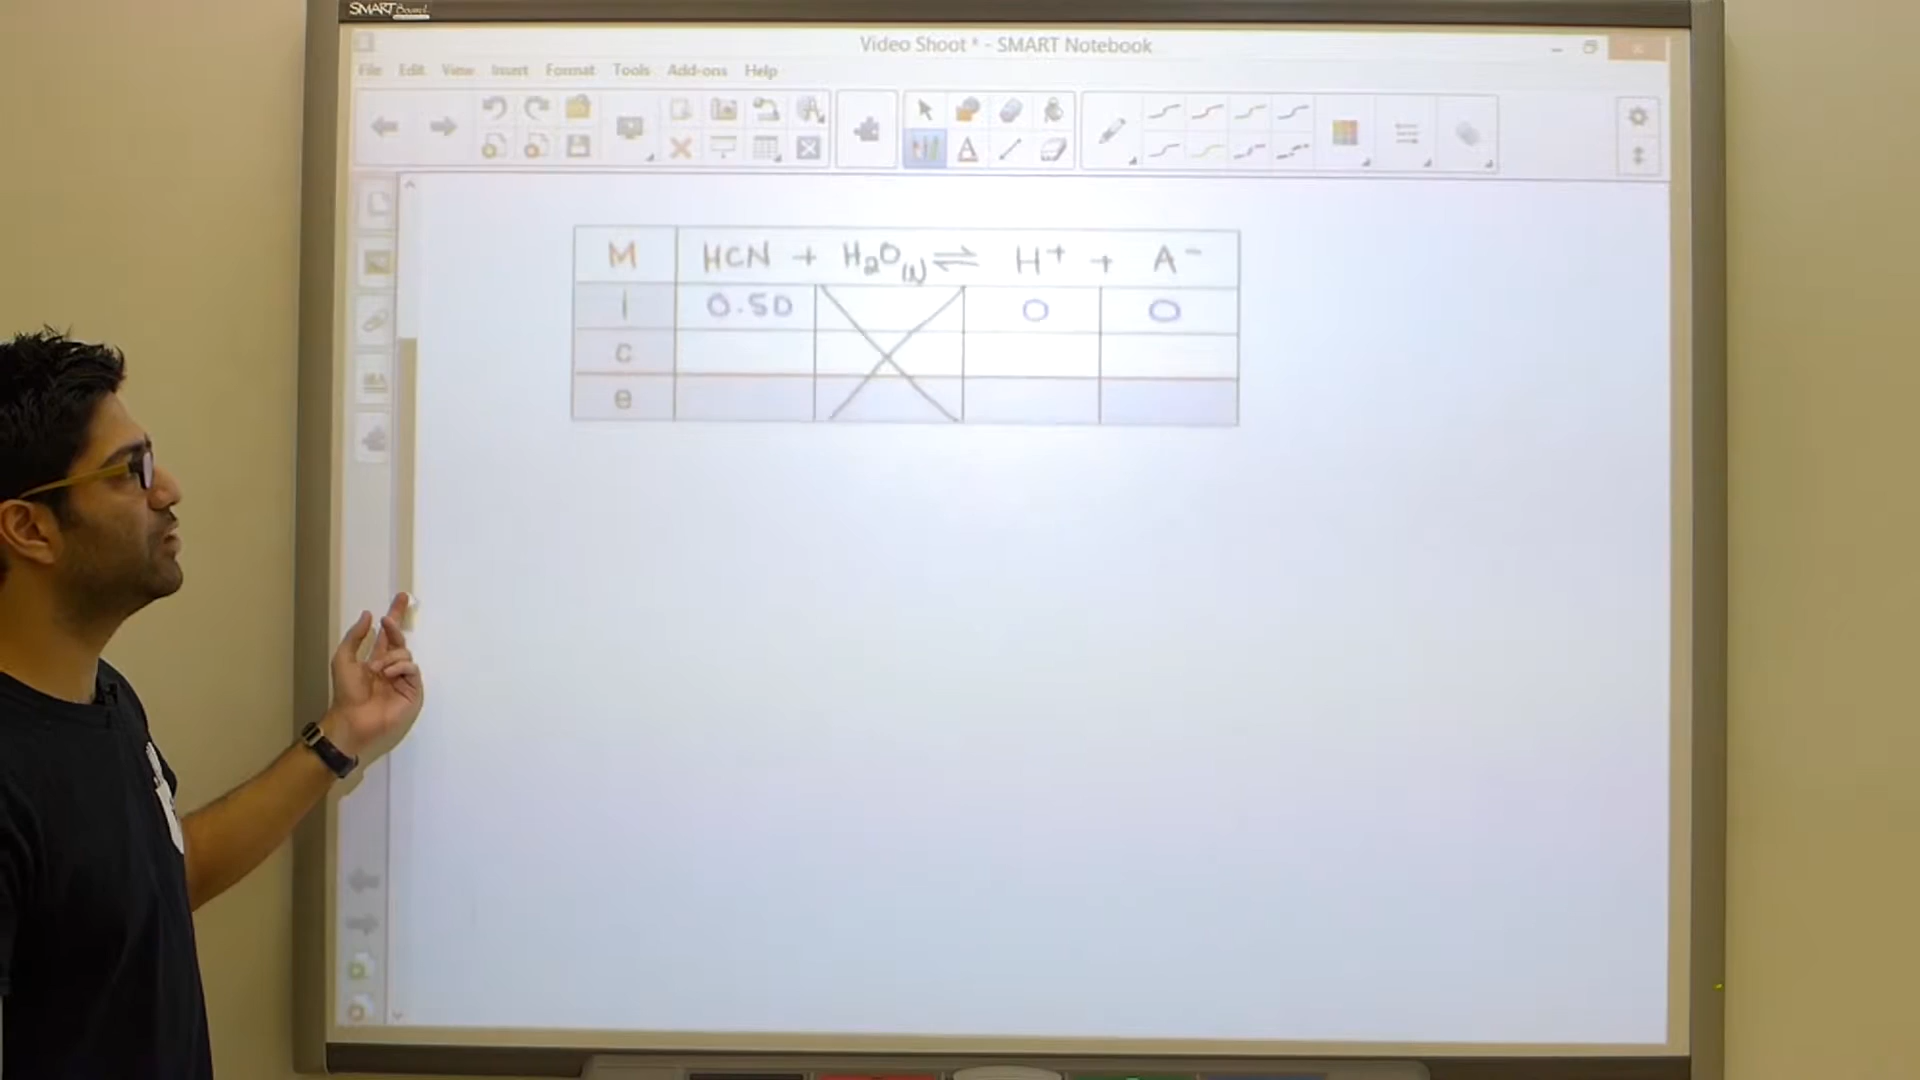 SMART Board
Video Shoot * - SMART Notebook
File Edit View Insert Format Tools Add-ons Help
M HCN + H₂O(l) ⇌ H⁺ + A⁻
I 0.50 0 0
C
e